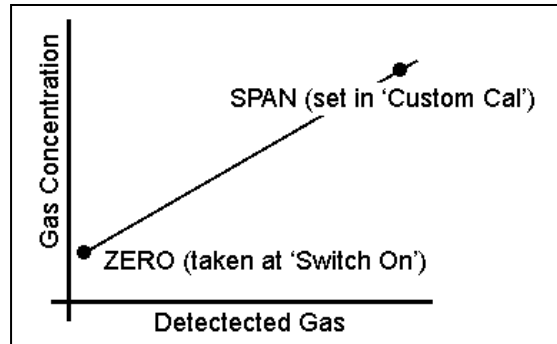 Gas Concentration
SPAN (set in ‘Custom Cal’)
ZERO (taken at ‘Switch On’)
Detectected Gas